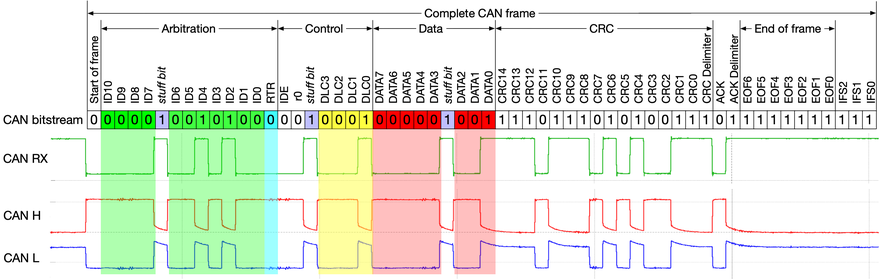 Complete CAN frame
Arbitration Control Data CRC End of frame
Start of frame ID10 ID9 ID8 ID7 stuff bit ID6 ID5 ID4 ID3 ID2 ID1 ID0 RTR IDE r0 stuff bit DLC3 DLC2 DLC1 DLC0 DATA7 DATA6 DATA5 DATA4 DATA3 stuff bit DATA2 DATA1 DATA0 CRC14 CRC13 CRC12 CRC11 CRC10 CRC9 CRC8 CRC7 CRC6 CRC5 CRC4 CRC3 CRC2 CRC1 CRC0 CRC Delimiter ACK ACK Delimiter EOF6 EOF5 EOF4 EOF3 EOF2 EOF1 EOF0 IFS2 IFS1 IFS0
CAN bitstream 0 0 0 0 0 1 0 0 1 0 1 0 0 0 0 0 1 0 0 0 1 0 0 0 0 0 1 0 0 1 1 1 1 0 1 1 1 0 1 0 1 0 0 1 1 1 0 1 1 1 1 1 1 1 1 1 1 1
CAN RX
CAN H
CAN L